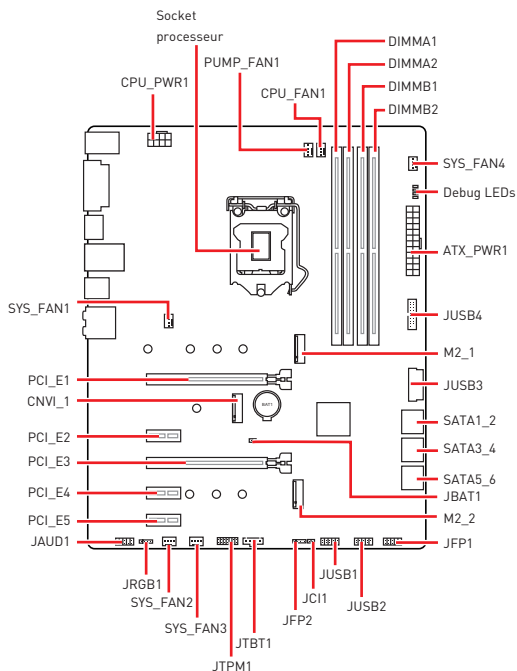 Socket
processeur
PUMP_FAN1
CPU_PWR1
CPU_FAN1
DIMMA1
DIMMA2
DIMMB1
DIMMB2
SYS_FAN4
Debug LEDs
ATX_PWR1
SYS_FAN1
JUSB4
M2_1
PCI_E1
CNVI_1
BAT1
JUSB3
SATA1_2
PCI_E2
SATA3_4
PCI_E3
SATA5_6
PCI_E4
JBAT1
M2_2
PCI_E5
JAUD1
JFP1
JRGB1
SYS_FAN2
SYS_FAN3
JTPM1
JTBT1
JFP2
JCI1
JUSB1
JUSB2